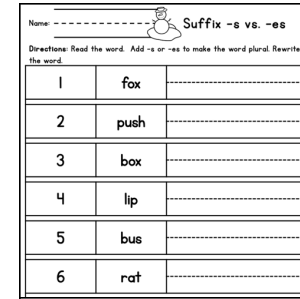 Name:
Suffix -s vs. -es
Directions: Read the word. Add -s or -es to make the word plural. Rewrite
the word.
1 fox
2 push
3 box
4 lip
5 bus
6 rat